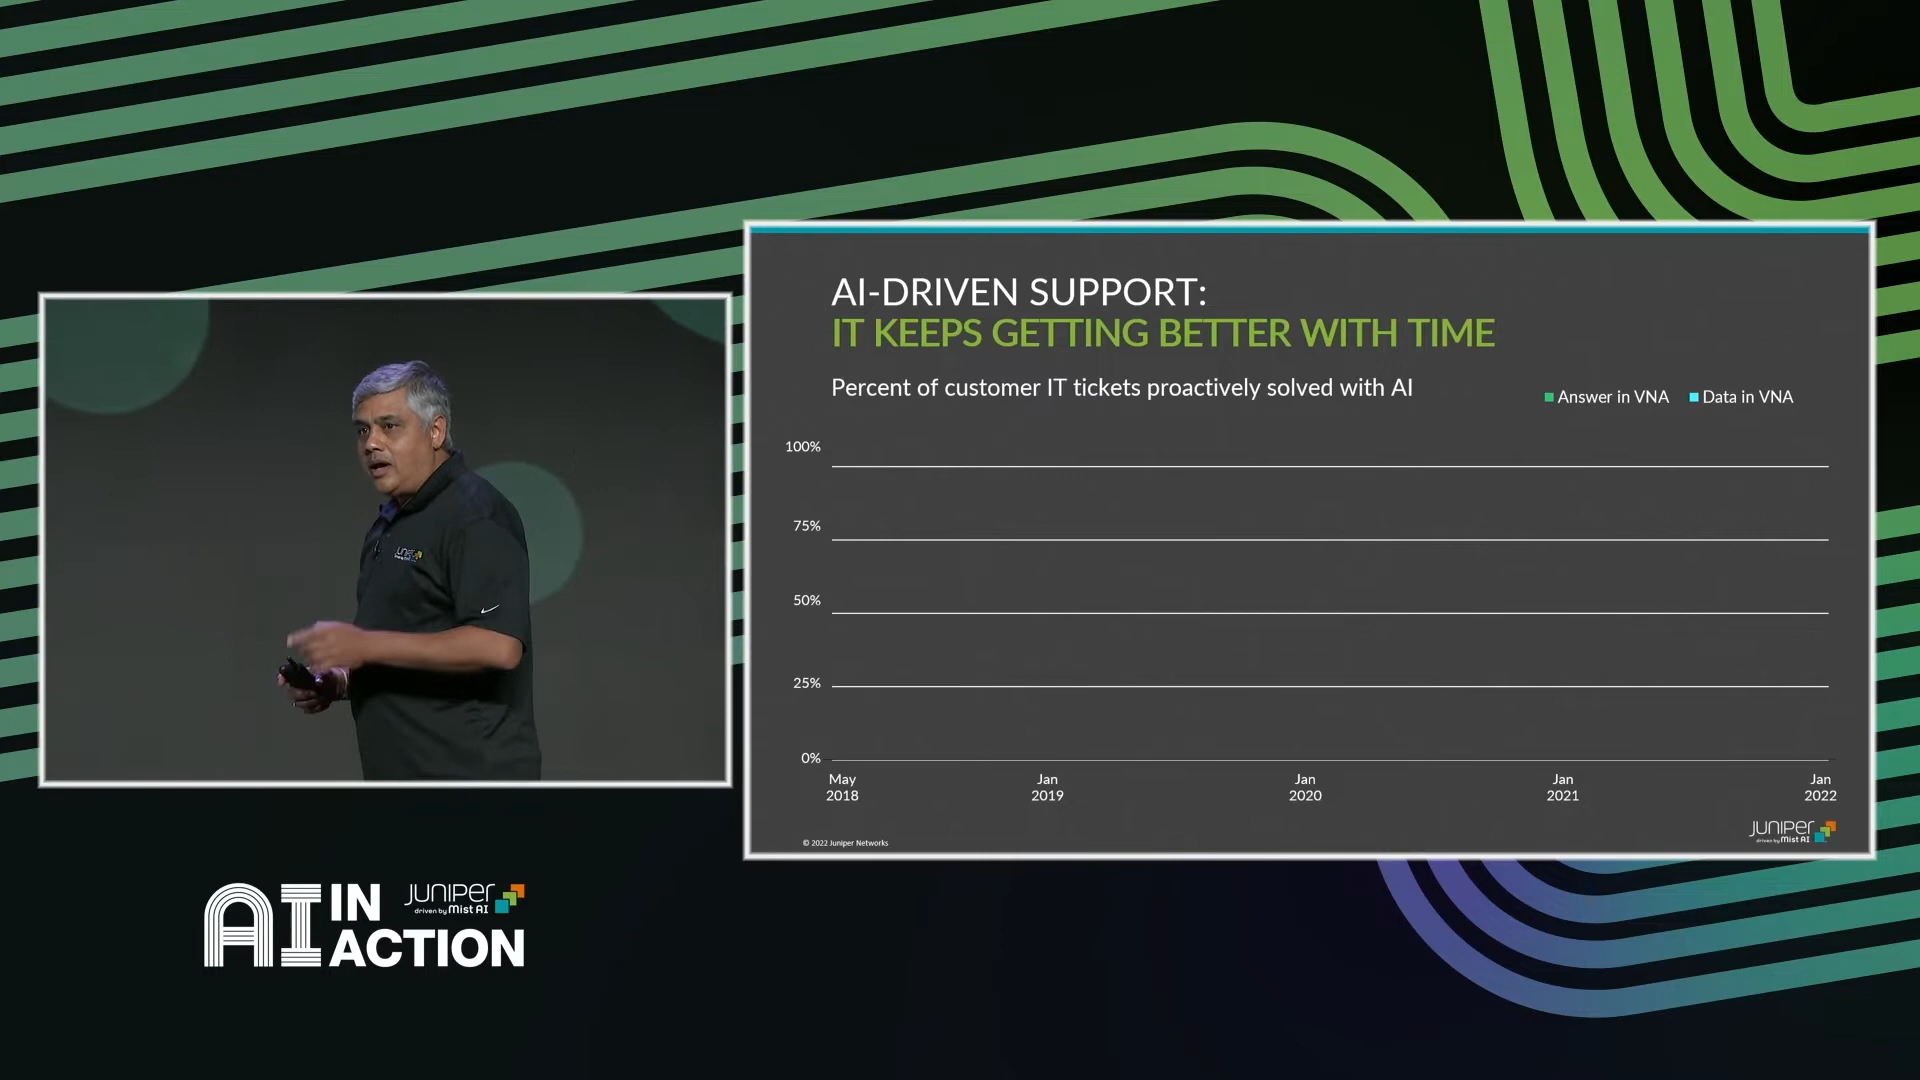 AI-DRIVEN SUPPORT:
IT KEEPS GETTING BETTER WITH TIME
Percent of customer IT tickets proactively solved with AI
Answer in VNA Data in VNA
100%
75%
50%
25%
0%
May 2018
Jan 2019
Jan 2020
Jan 2021
Jan 2022
© 2022 Juniper Networks
JUNIPer
driven by Mist AI
JUNIPer
AI IN ACTION
JUNIPer
driven by Mist AI